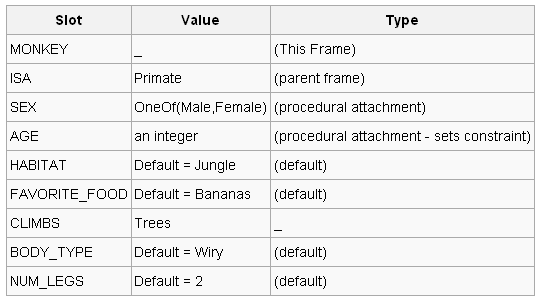 Slot Value Type
MONKEY _ (This Frame)
ISA Primate (parent frame)
SEX OneOf(Male,Female) (procedural attachment)
AGE an integer (procedural attachment - sets constraint)
HABITAT Default = Jungle (default)
FAVORITE_FOOD Default = Bananas (default)
CLIMBS Trees _
BODY_TYPE Default = Wiry (default)
NUM_LEGS Default = 2 (default)